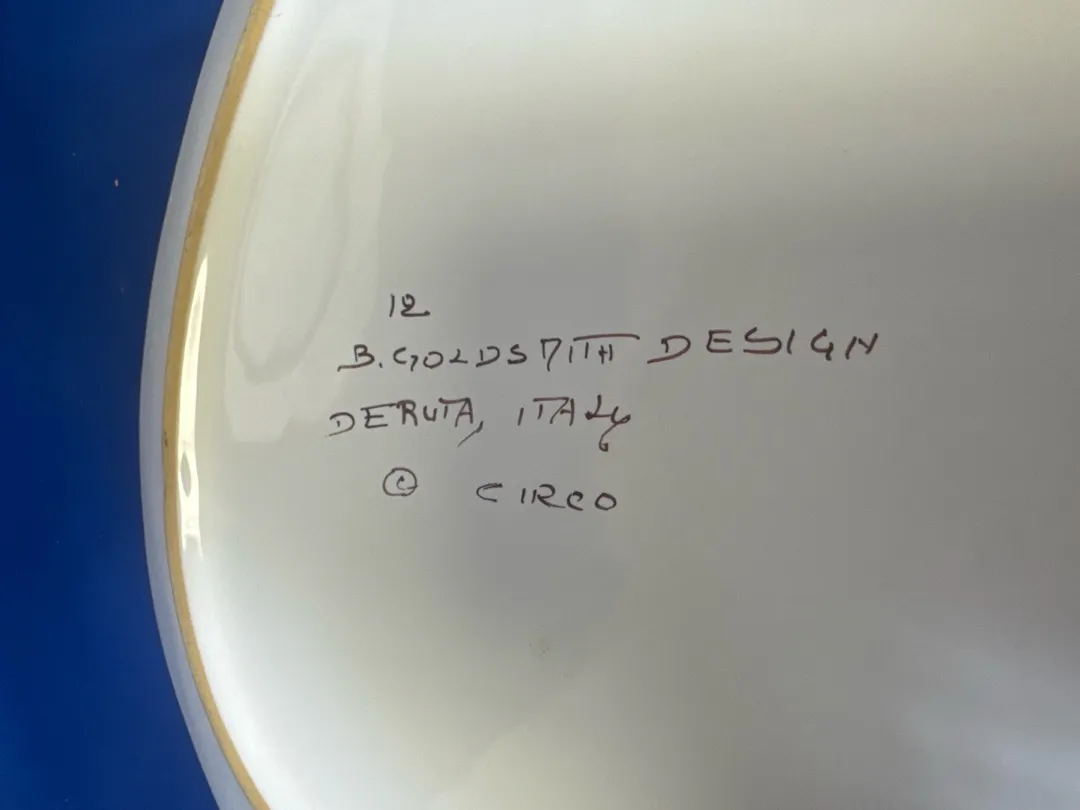 12
B. GOLDSMITH DESIGN
DERUTA, ITALY
© CIRCO